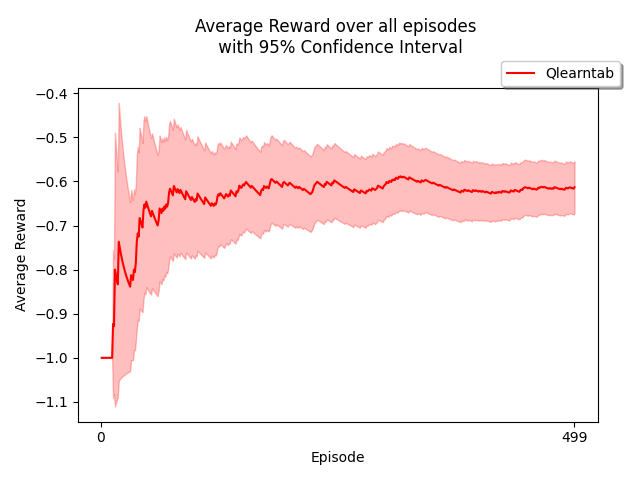 Average Reward over all episodes
with 95% Confidence Interval
Qlearntab
−0.4
−0.5
−0.6
−0.7
−0.8
−0.9
−1.0
−1.1
Average Reward
0
499
Episode